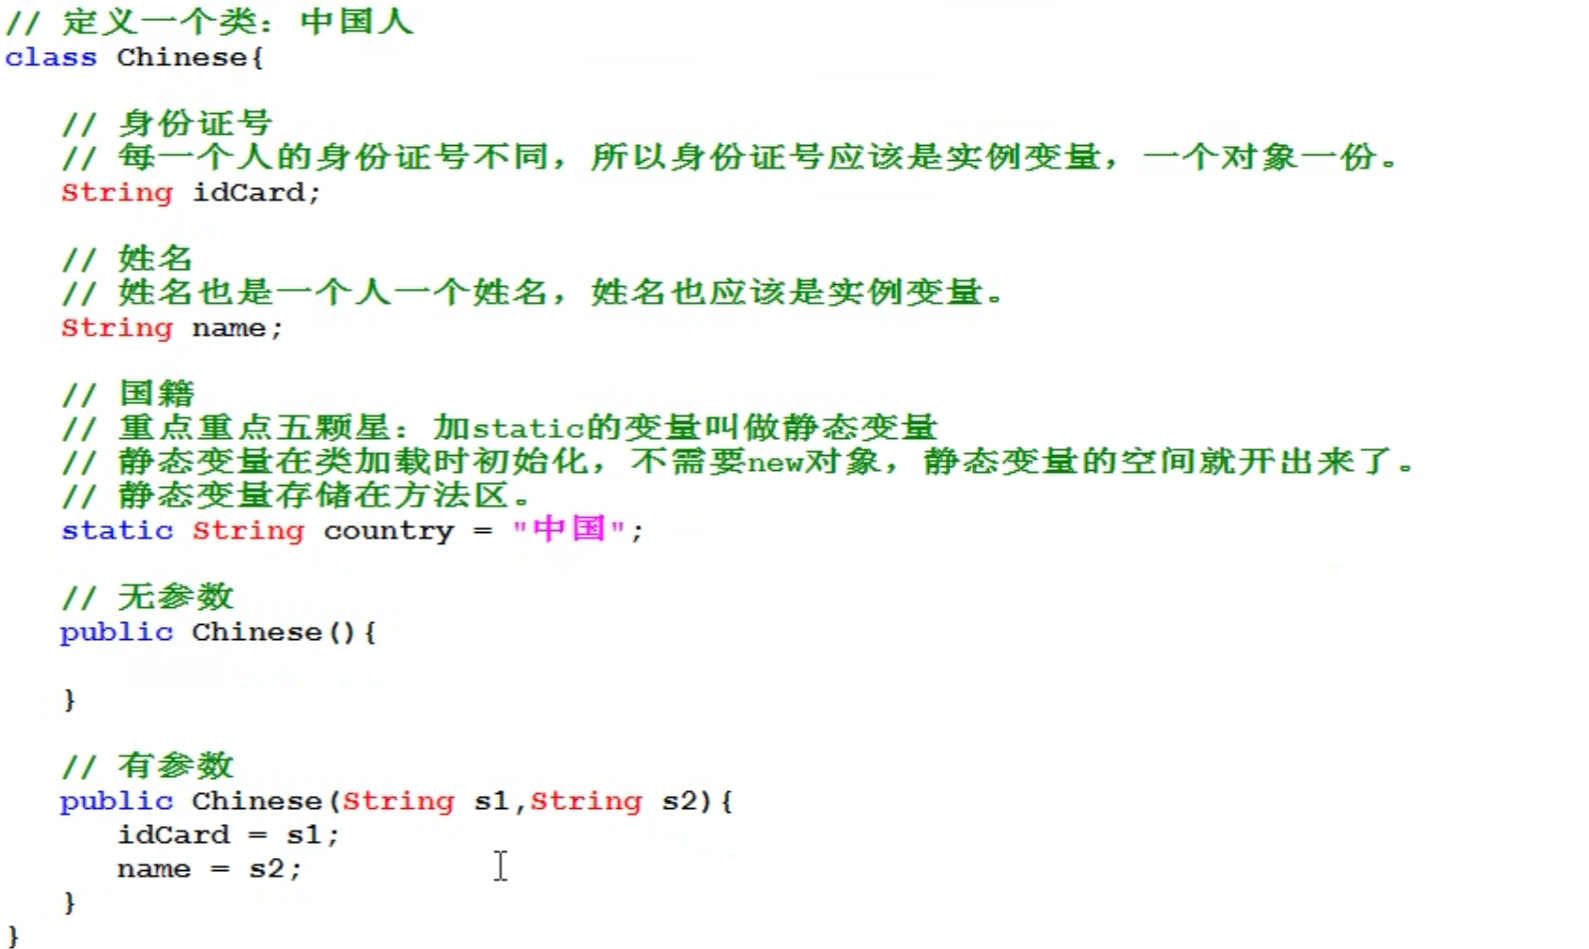 // 定义一个类：中国人
class Chinese{
// 身份证号
// 每一个人的身份证号不同，所以身份证号应该是实例变量，一个对象一份。
String idCard;
// 姓名
// 姓名也是一个人一个姓名，姓名也应该是实例变量。
String name;
// 国籍
// 重点重点五颗星：加static的变量叫做静态变量
// 静态变量在类加载时初始化，不需要new对象，静态变量的空间就开出来了。
// 静态变量存储在方法区。
static String country = "中国";
// 无参数
public Chinese(){
}
// 有参数
public Chinese(String s1,String s2){
idCard = s1;
name = s2;
}
}